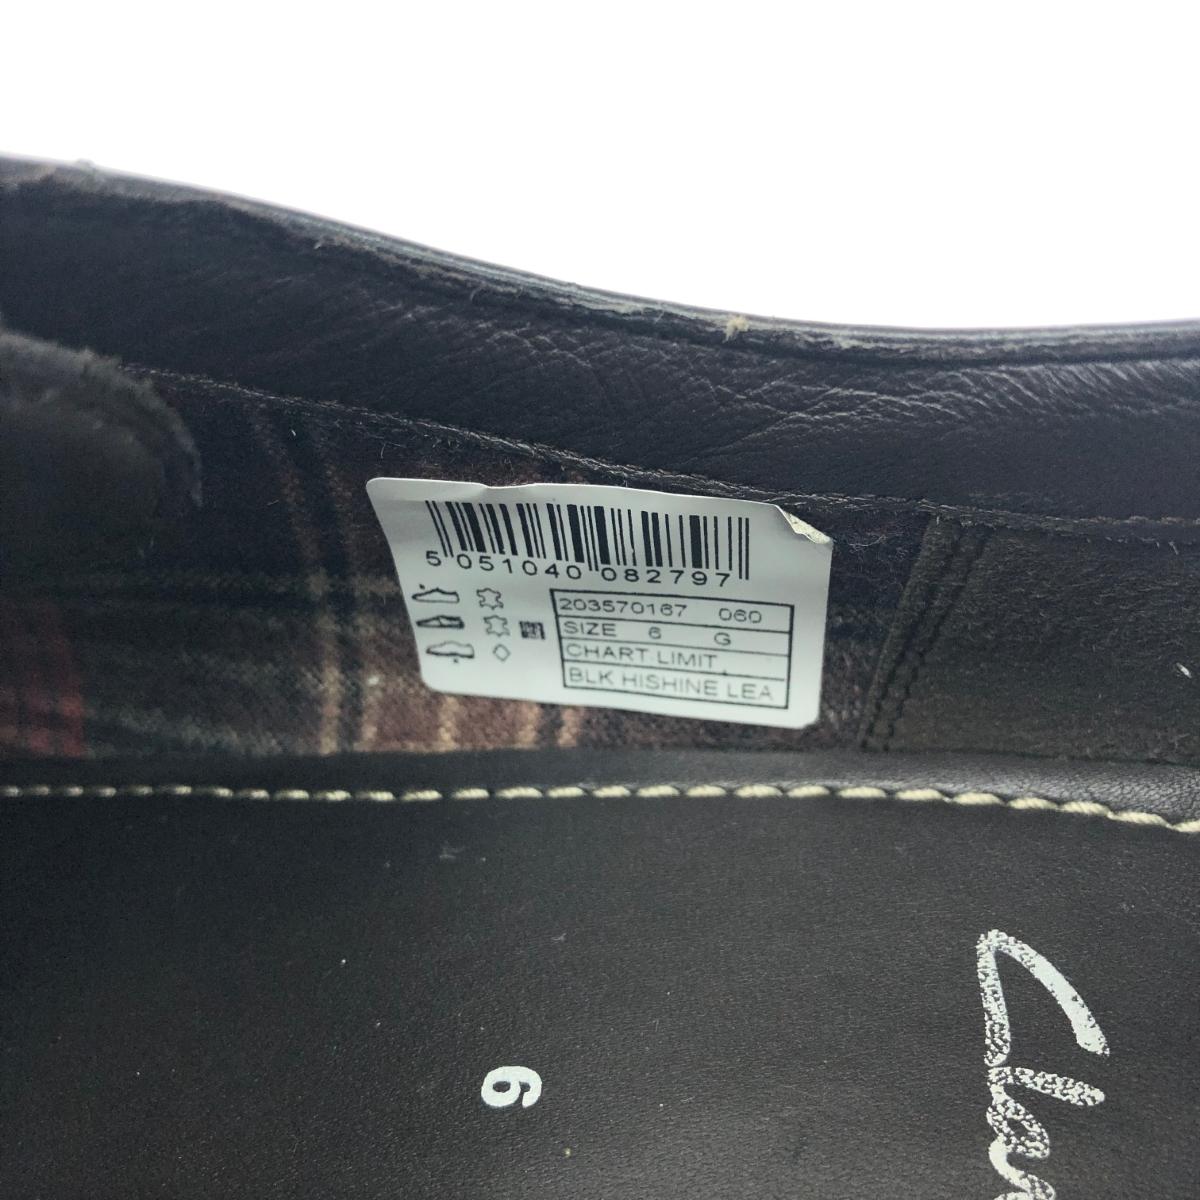 5 051040 082797
203570167 060
SIZE 6 G
CHART LIMIT
BLK HISHINE LEA
6